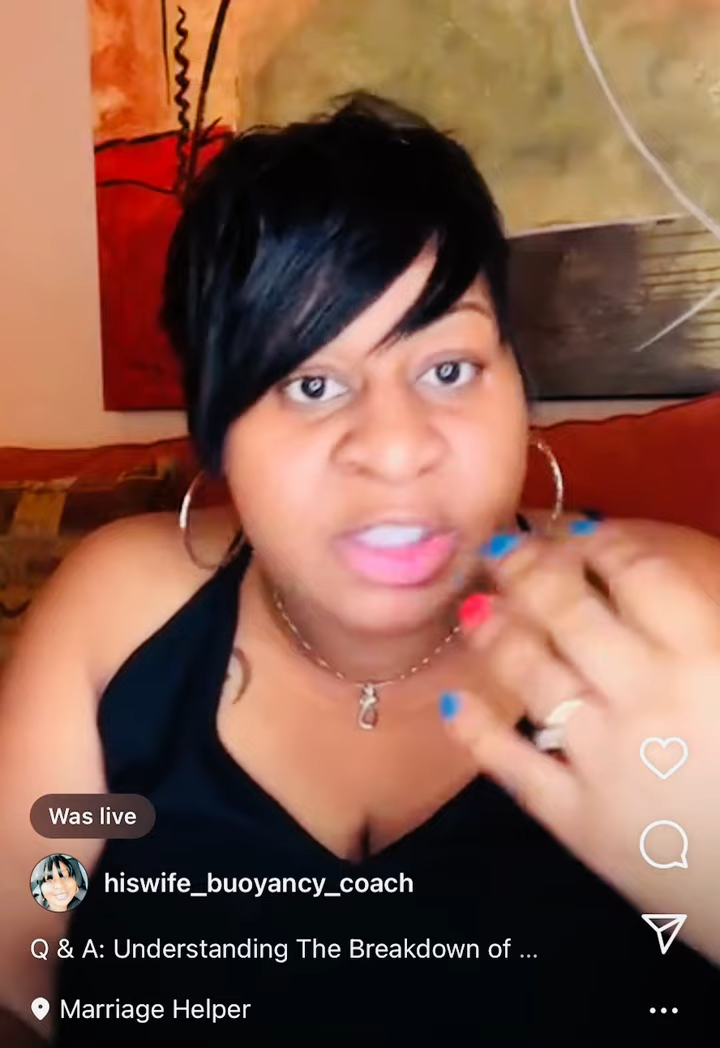 Was live
hiswife_buoyancy_coach
Q & A: Understanding The Breakdown of ...
Marriage Helper